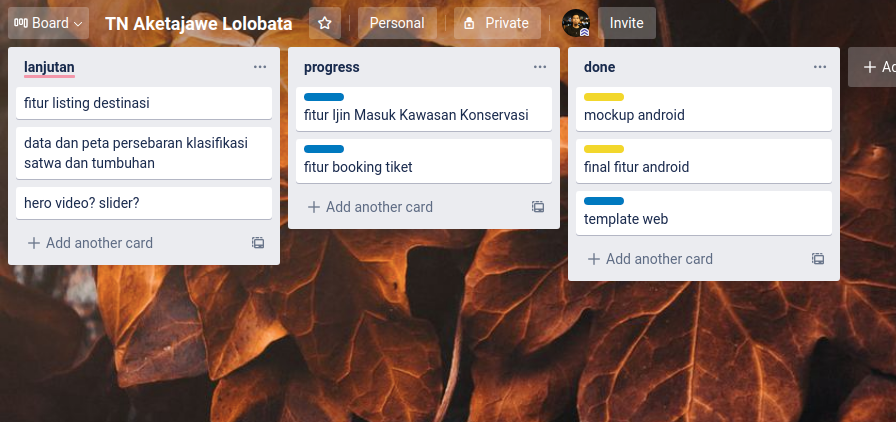 Board
TN Aketajawe Lolobata
Personal
Private
Invite
lanjutan
fitur listing destinasi
data dan peta persebaran klasifikasi
satwa dan tumbuhan
hero video? slider?
Add another card
progress
fitur Ijin Masuk Kawasan Konservasi
fitur booking tiket
Add another card
done
mockup android
final fitur android
template web
Add another card